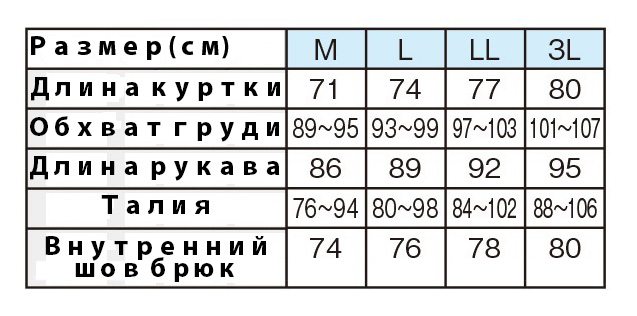 Размер(см) M L LL 3L
Длина куртки 71 74 77 80
Обхват груди 89~95 93~99 97~103 101~107
Длина рукава 86 89 92 95
Талия 76~94 80~98 84~102 88~106
Внутренний
шов брюк 74 76 78 80